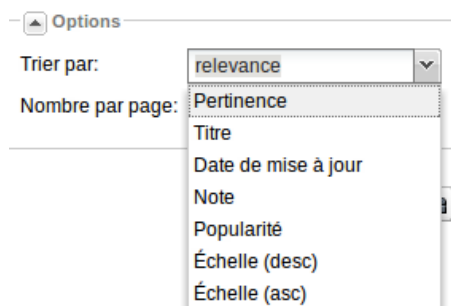 Options
Trier par:
relevance
Nombre par page:
Pertinence
Titre
Date de mise à jour
Note
Popularité
Échelle (desc)
Échelle (asc)